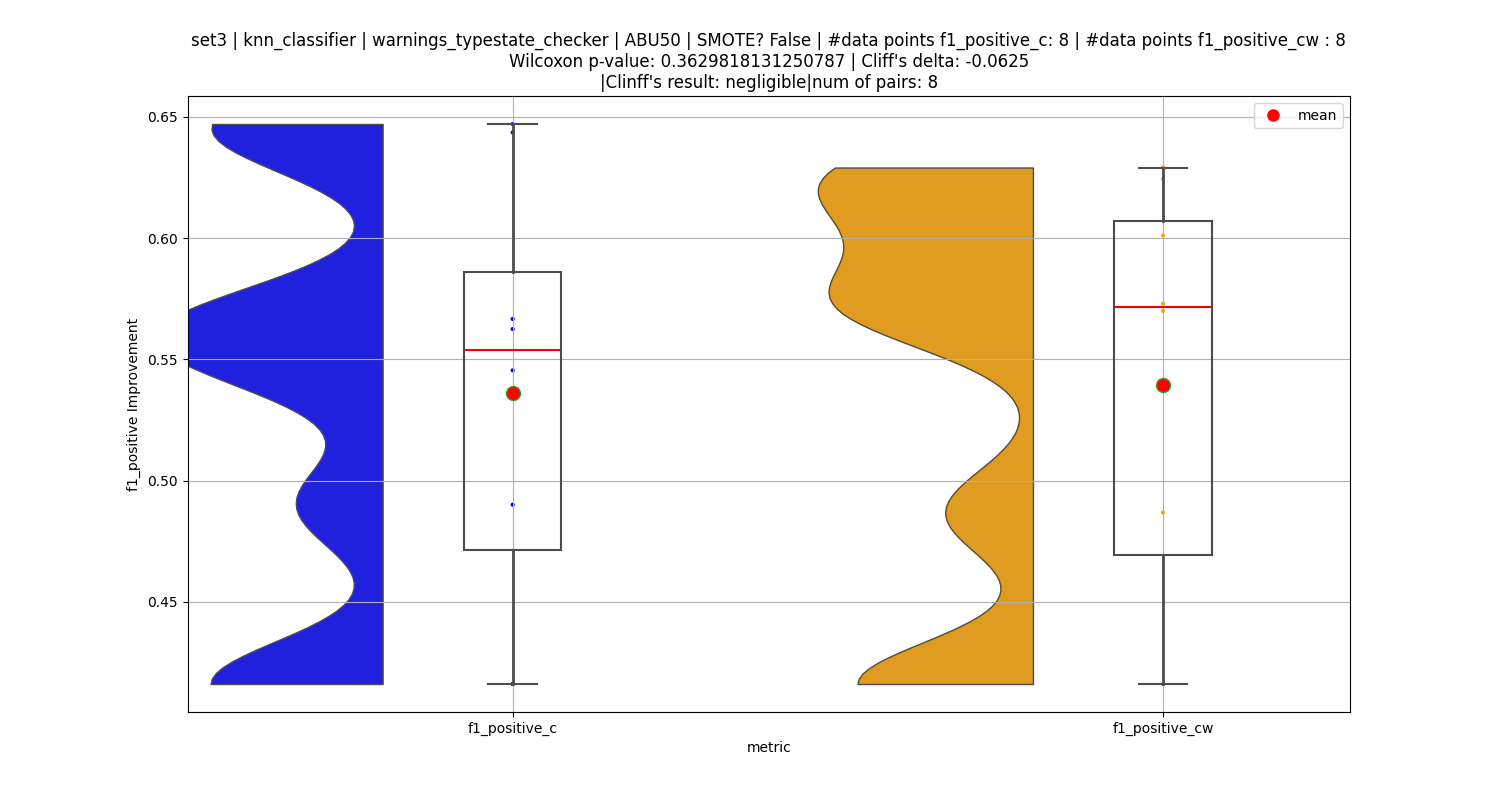 set3 | knn_classifier | warnings_typestate_checker | ABU50 | SMOTE? False | #data points f1_positive_c: 8 | #data points f1_positive_cw : 8
Wilcoxon p-value: 0.3629818131250787 | Cliff's delta: -0.0625
|Clinff's result: negligible|num of pairs: 8
mean
0.65
0.60
0.55
0.50
0.45
f1_positive Improvement
f1_positive_c
f1_positive_cw
metric